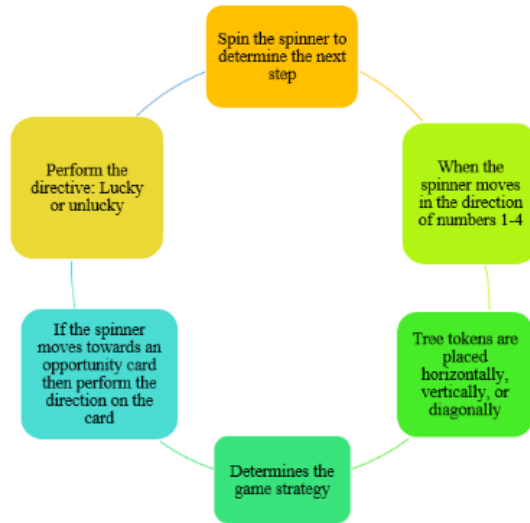 Spin the spinner to
determine the next
step
When the
spinner moves
in the direction
of numbers 1-4
Tree tokens are
placed
horizontally,
vertically, or
diagonally
Determines the
game strategy
If the spinner
moves towards an
opportunity card
then perform the
direction on the
card
Perform the
directive: Lucky
or unlucky